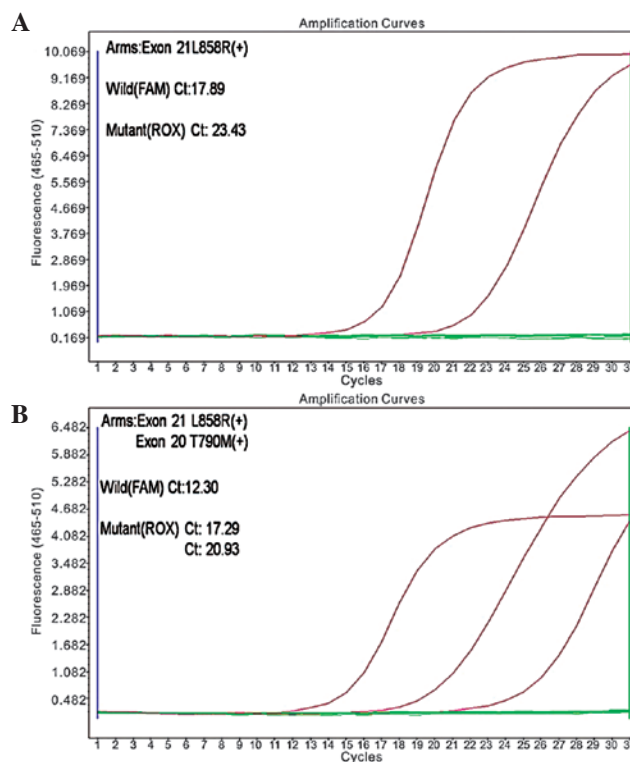 A
Amplification Curves
Arms:Exon 21L858R(+)
Wild(FAM) Ct:17.89
Mutant(ROX) Ct: 23.43
Fluorescence (465-510)
10.069
9.169
8.269
7.369
6.469
5.569
4.669
3.769
2.869
1.969
1.069
0.169
1 2 3 4 5 6 7 8 9 10 11 12 13 14 15 16 17 18 19 20 21 22 23 24 25 26 27 28 29 30 3
Cycles
B
Amplification Curves
Arms:Exon 21 L858R(+)
Exon 20 T790M(+)
Wild(FAM) Ct:12.30
Mutant(ROX) Ct: 17.29
Ct: 20.93
Fluorescence (465-510)
6.482
5.882
5.282
4.682
4.082
3.482
2.882
2.282
1.682
1.082
0.482
1 2 3 4 5 6 7 8 9 10 11 12 13 14 15 16 17 18 19 20 21 22 23 24 25 26 27 28 29 30 3
Cycles